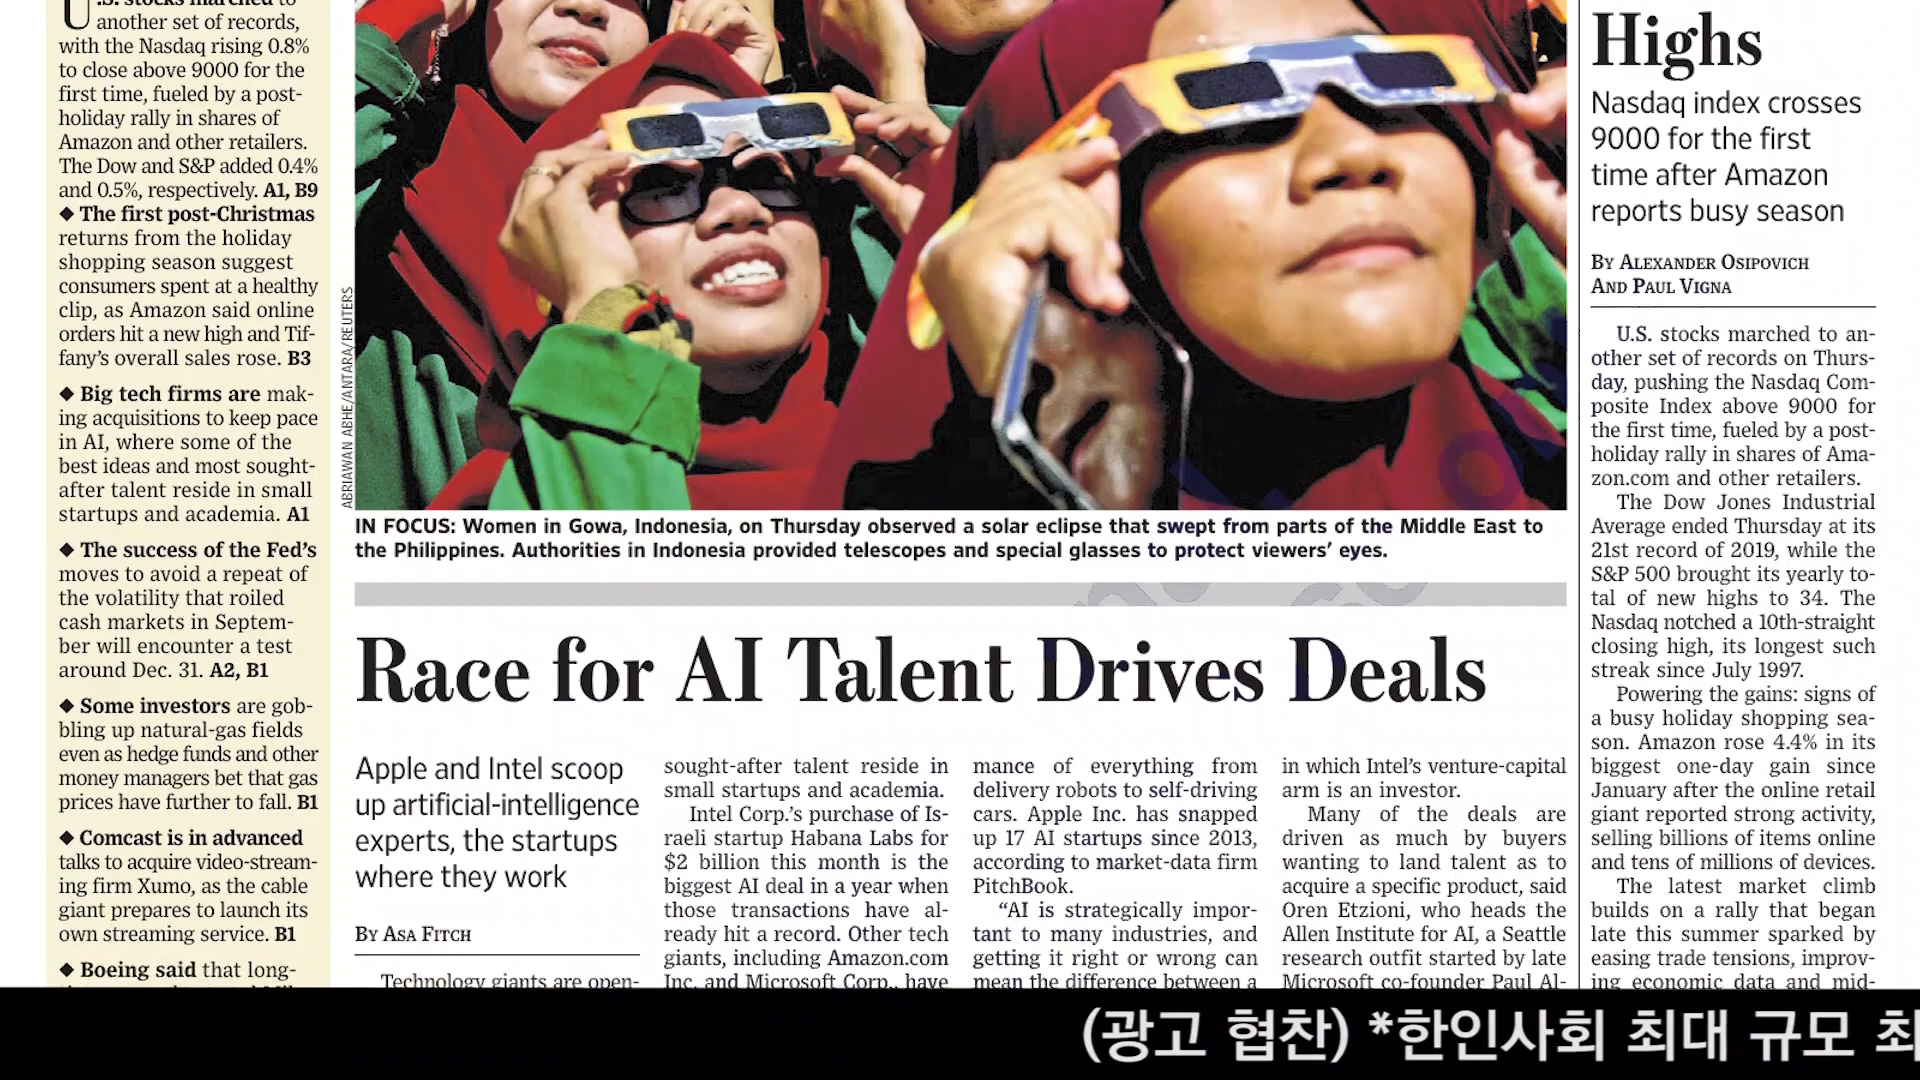 U.S. stocks marched to
another set of records,
with the Nasdaq rising 0.8%
to close above 9000 for the
first time, fueled by a post-
holiday rally in shares of
Amazon and other retailers.
The Dow and S&P added 0.4%
and 0.5%, respectively. A1, B9
◆ The first post-Christmas
returns from the holiday
shopping season suggest
consumers spent at a healthy
clip, as Amazon said online
orders hit a new high and Tif-
fany's overall sales rose. B3
◆ Big tech firms are mak-
ing acquisitions to keep pace
in AI, where some of the
best ideas and most sought-
after talent reside in small
startups and academia. A1
◆ The success of the Fed's
moves to avoid a repeat of
the volatility that roiled
cash markets in Septem-
ber will encounter a test
around Dec. 31. A2, B1
◆ Some investors are gob-
bling up natural-gas fields
even as hedge funds and other
money managers bet that gas
prices have further to fall. B1
◆ Comcast is in advanced
talks to acquire video-stream-
ing firm Xumo, as the cable
giant prepares to launch its
own streaming service. B1
◆ Boeing said that long-
ABRIAWAN ABHE/ANTARA/REUTERS
IN FOCUS: Women in Gowa, Indonesia, on Thursday observed a solar eclipse that swept from parts of the Middle East to
the Philippines. Authorities in Indonesia provided telescopes and special glasses to protect viewers' eyes.
Race for AI Talent Drives Deals
Apple and Intel scoop
up artificial-intelligence
experts, the startups
where they work
BY ASA FITCH
Technology giants are open-
sought-after talent reside in
small startups and academia.
Intel Corp.'s purchase of Is-
raeli startup Habana Labs for
$2 billion this month is the
biggest AI deal in a year when
those transactions have al-
ready hit a record. Other tech
giants, including Amazon.com
Inc. and Microsoft Corp., have
mance of everything from
delivery robots to self-driving
cars. Apple Inc. has snapped
up 17 AI startups since 2013,
according to market-data firm
PitchBook.
"AI is strategically impor-
tant to many industries, and
getting it right or wrong can
mean the difference between a
in which Intel's venture-capital
arm is an investor.
Many of the deals are
driven as much by buyers
wanting to land talent as to
acquire a specific product, said
Oren Etzioni, who heads the
Allen Institute for AI, a Seattle
research outfit started by late
Microsoft co-founder Paul Al-
Highs
Nasdaq index crosses
9000 for the first
time after Amazon
reports busy season
BY ALEXANDER OSIPOVICH
AND PAUL VIGNA
U.S. stocks marched to an-
other set of records on Thurs-
day, pushing the Nasdaq Com-
posite Index above 9000 for
the first time, fueled by a post-
holiday rally in shares of Ama-
zon.com and other retailers.
The Dow Jones Industrial
Average ended Thursday at its
21st record of 2019, while the
S&P 500 brought its yearly to-
tal of new highs to 34. The
Nasdaq notched a 10th-straight
closing high, its longest such
streak since July 1997.
Powering the gains: signs of
a busy holiday shopping sea-
son. Amazon rose 4.4% in its
biggest one-day gain since
January after the online retail
giant reported strong activity,
selling billions of items online
and tens of millions of devices.
The latest market climb
builds on a rally that began
late this summer sparked by
easing trade tensions, improv-
ing economic data and mid-
(광고 협찬) *한인사회 최대 규모 최